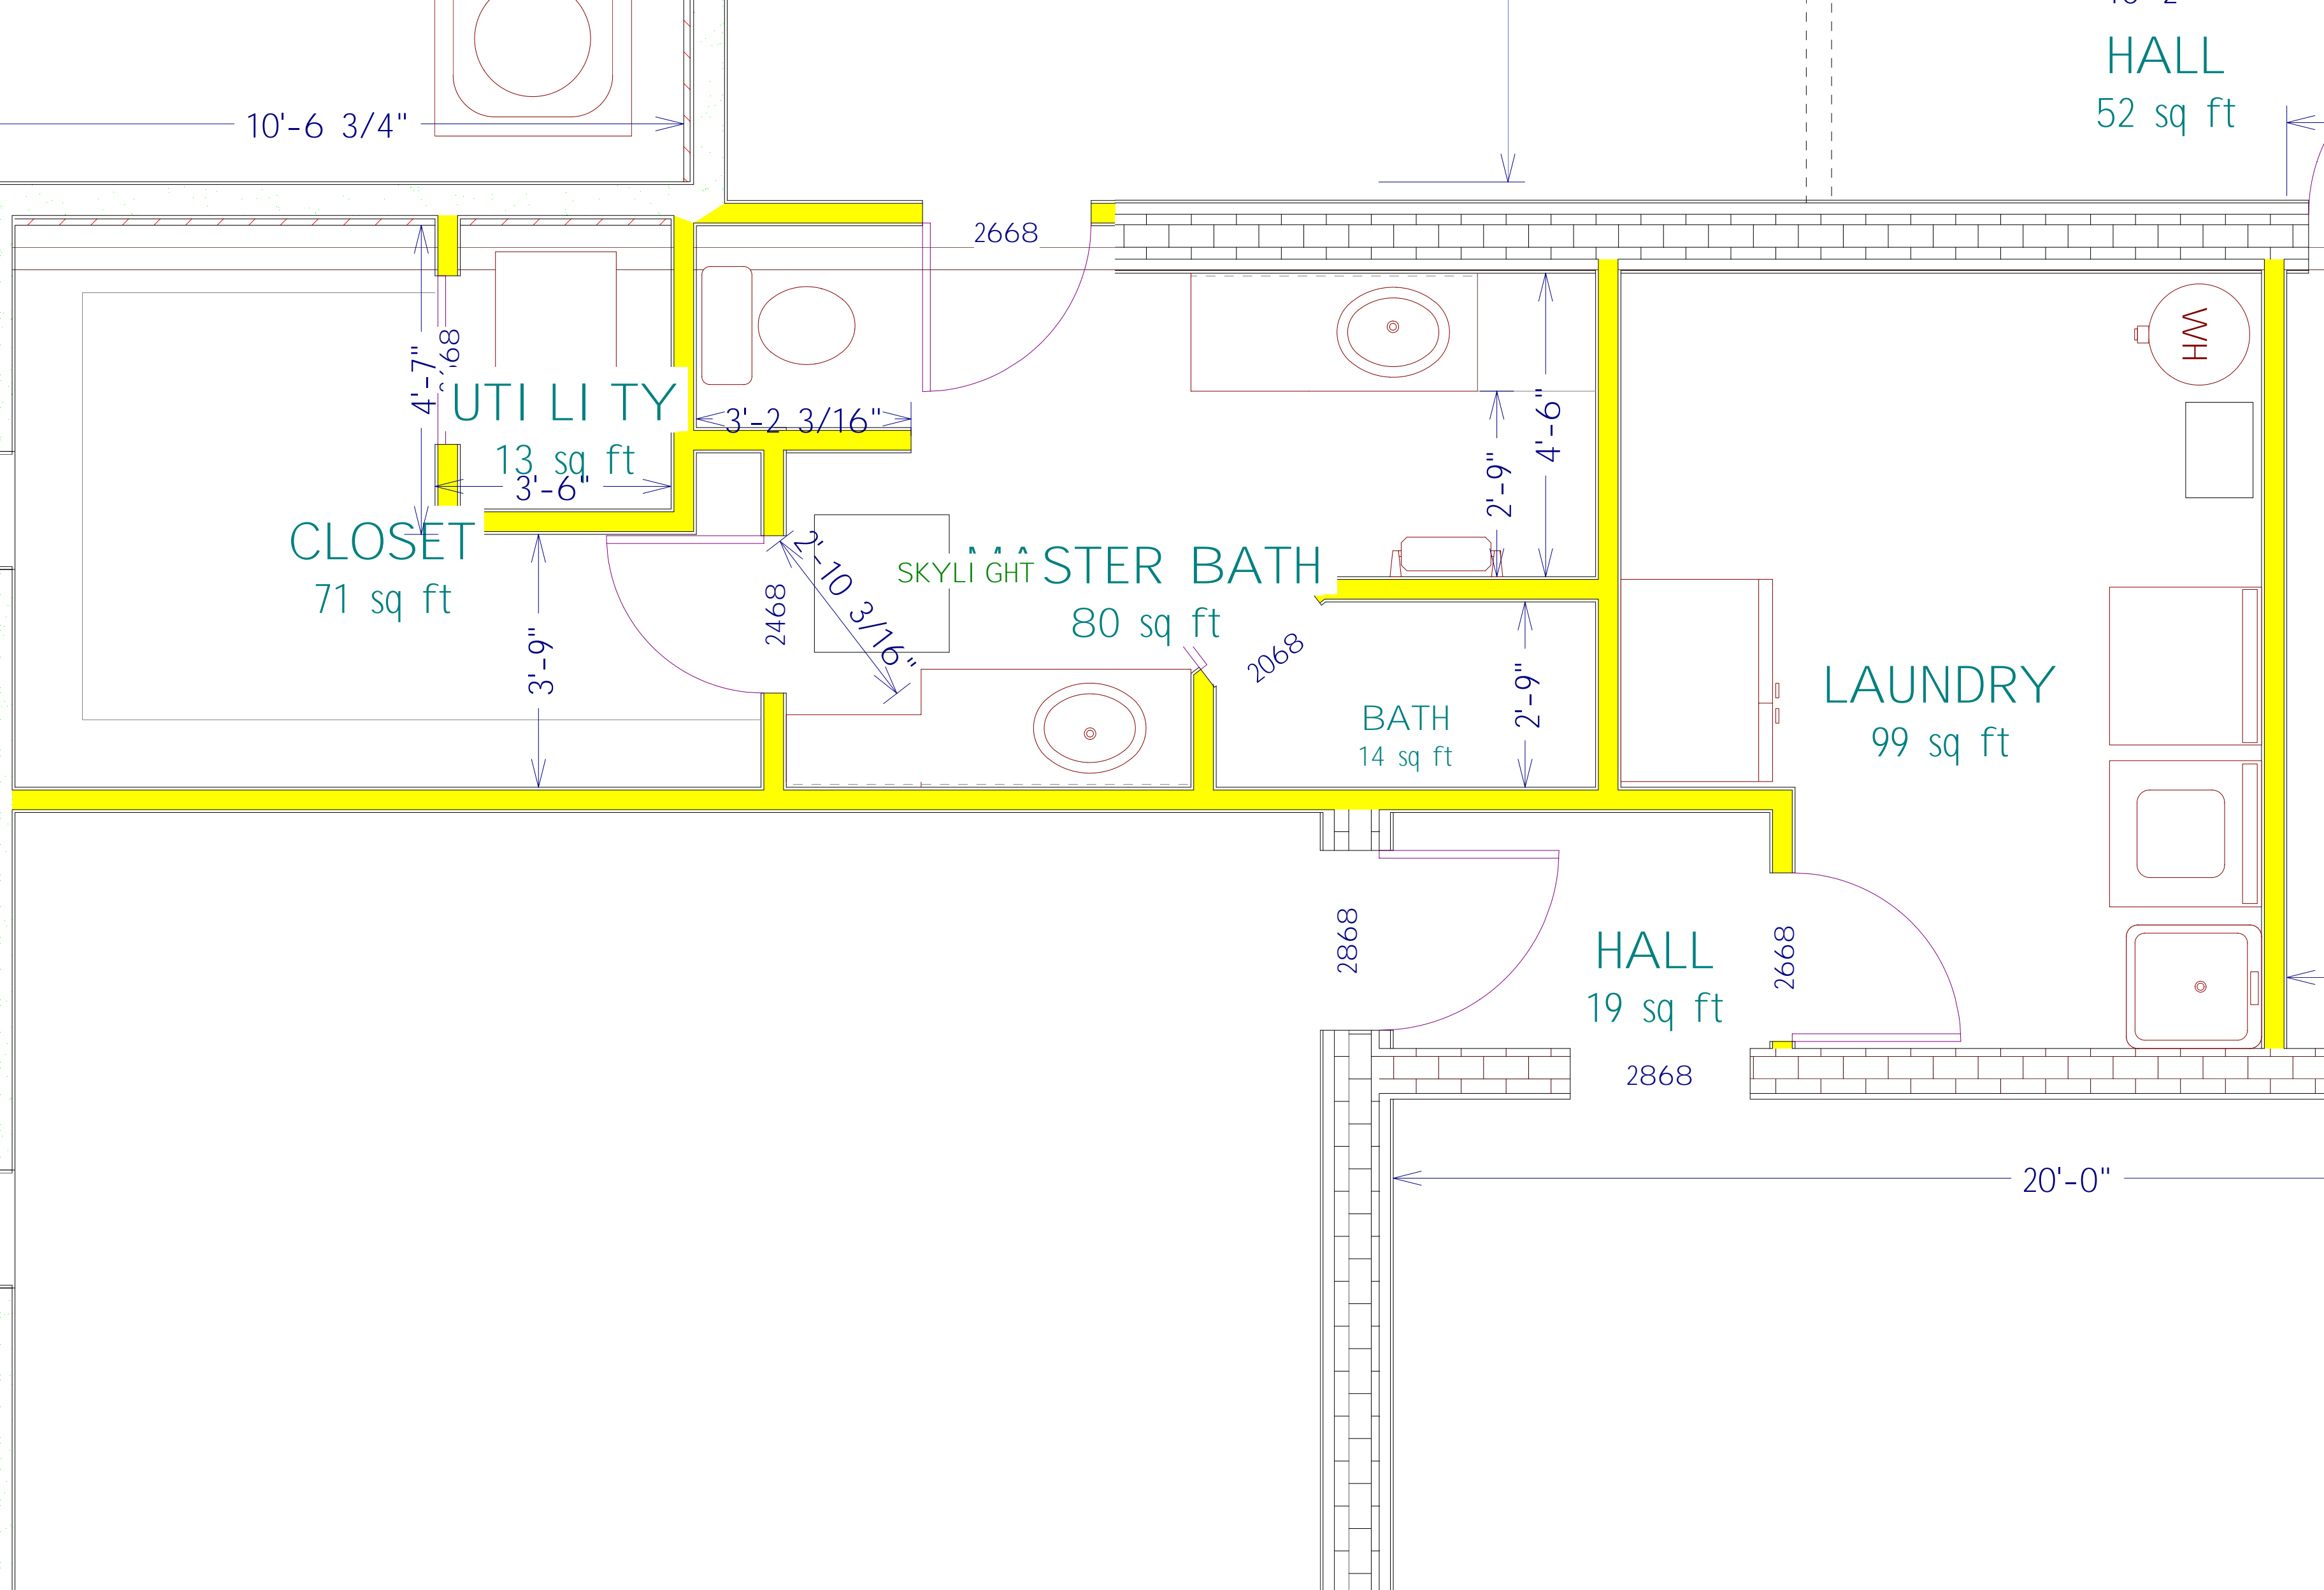 HALL
52 sq ft
10'-6 3/4"
2668
WH
4'-7"
UTILITY
13 sq ft
3'-6"
3'-2 3/16"
4'-6"
2'-9"
CLOSET
71 sq ft
3'-9"
2468
2'-10 3/16"
SKYLIGHT
MASTER BATH
80 sq ft
2068
BATH
14 sq ft
2'-9"
LAUNDRY
99 sq ft
2868
HALL
19 sq ft
2668
2868
20'-0"